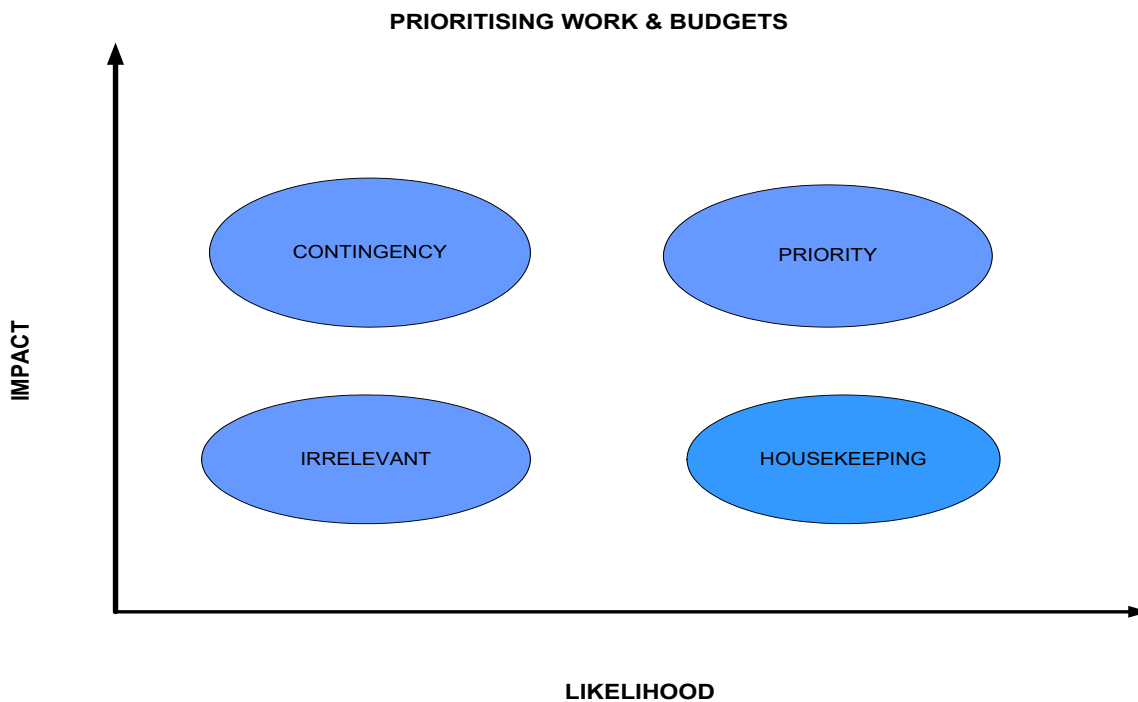 PRIORITISING WORK & BUDGETS
CONTINGENCY
PRIORITY
IMPACT
IRRELEVANT
HOUSEKEEPING
LIKELIHOOD